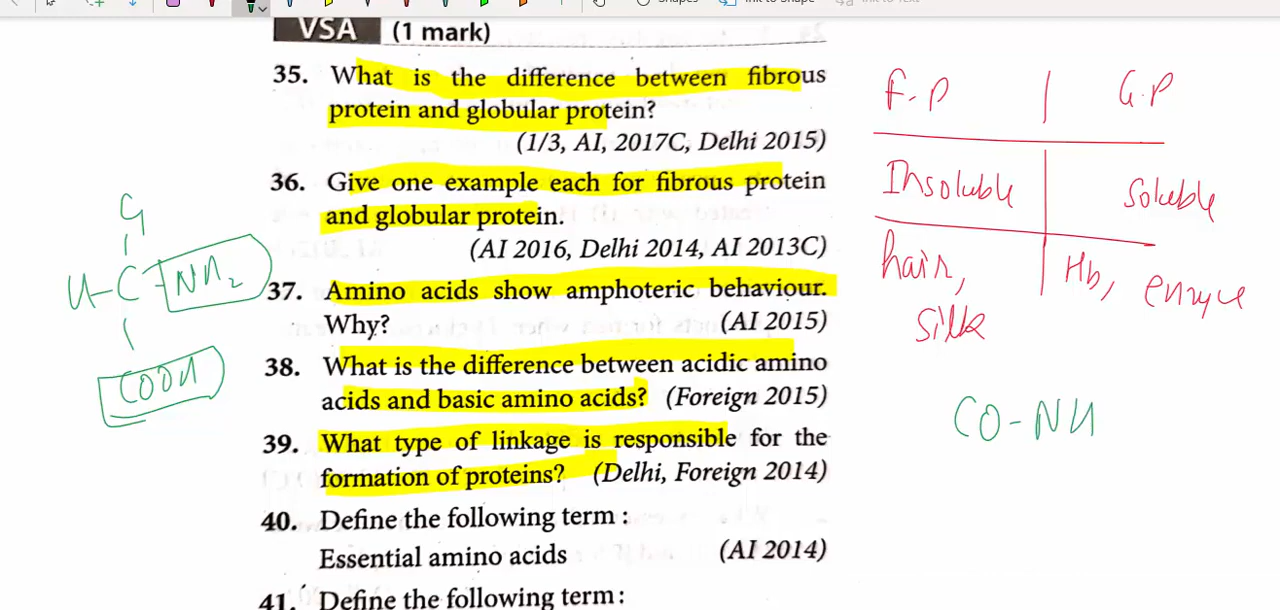 VSA (1 mark)
35. What is the difference between fibrous
protein and globular protein?
(1/3, AI, 2017C, Delhi 2015)
36. Give one example each for fibrous protein
and globular protein.
(AI 2016, Delhi 2014, AI 2013C)
37. Amino acids show amphoteric behaviour.
Why? (AI 2015)
38. What is the difference between acidic amino
acids and basic amino acids? (Foreign 2015)
39. What type of linkage is responsible for the
formation of proteins? (Delhi, Foreign 2014)
40. Define the following term :
Essential amino acids (AI 2014)
41. Define the following term :
H-C-NH2
COOH
F.P G.P
Insoluble Soluble
hair, Hb,
silk
CO-NH